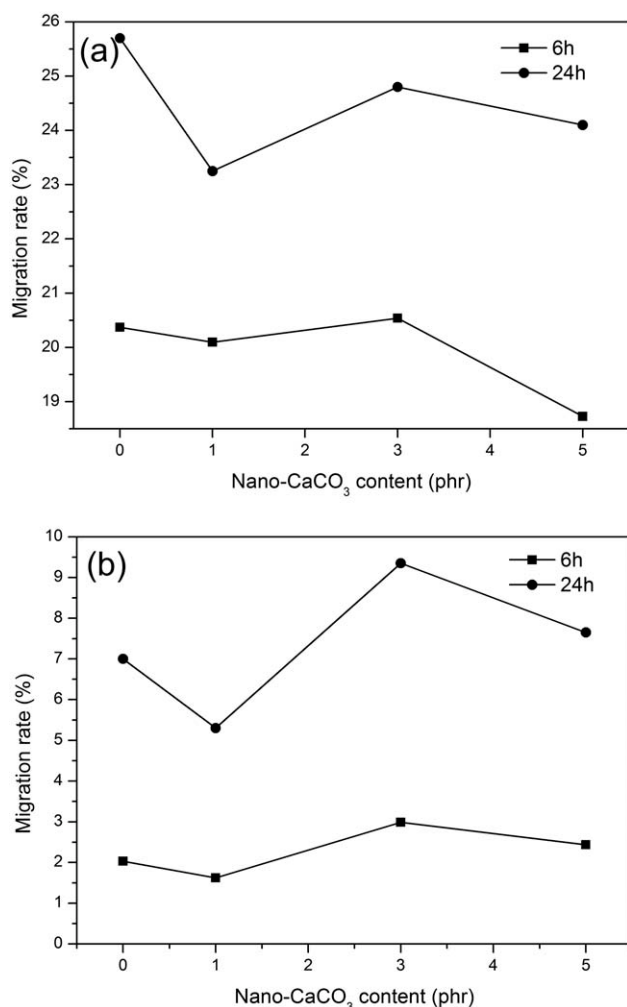 (a)
6h
24h
26
25
24
23
22
21
20
19
Migration rate (%)
0 1 2 3 4 5
Nano-CaCO₃ content (phr)
(b)
6h
24h
10
9
8
7
6
5
4
3
2
1
0
Migration rate (%)
0 1 2 3 4 5
Nano-CaCO₃ content (phr)